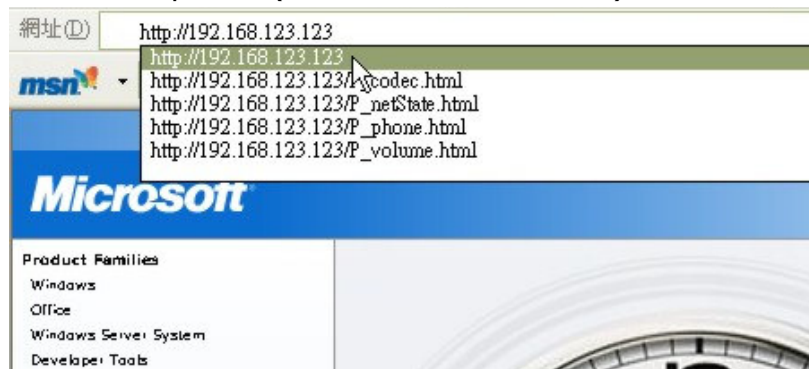 網址(D) http://192.168.123.123
http://192.168.123.123
http://192.168.123.123/codec.html
http://192.168.123.123/P_netState.html
http://192.168.123.123/P_phone.html
http://192.168.123.123/P_volume.html
msn
Microsoft
Product Families
Windows
Office
Windows Server System
Developer Tools